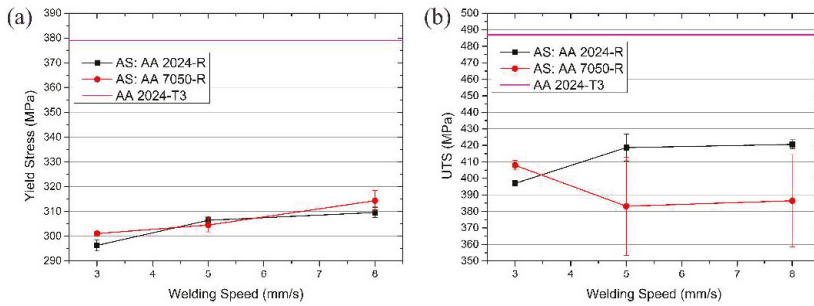 (a)
390
380
370
360
350
340
330
320
310
300
290
Yield Stress (MPa)
AS: AA 2024-R
AS: AA 7050-R
AA 2024-T3
3 4 5 6 7 8
Welding Speed (mm/s)
(b)
500
490
480
470
460
450
440
430
420
410
400
390
380
370
360
350
UTS (MPa)
AS: AA 2024-R
AS: AA 7050-R
AA 2024-T3
3 4 5 6 7 8
Welding Speed (mm/s)